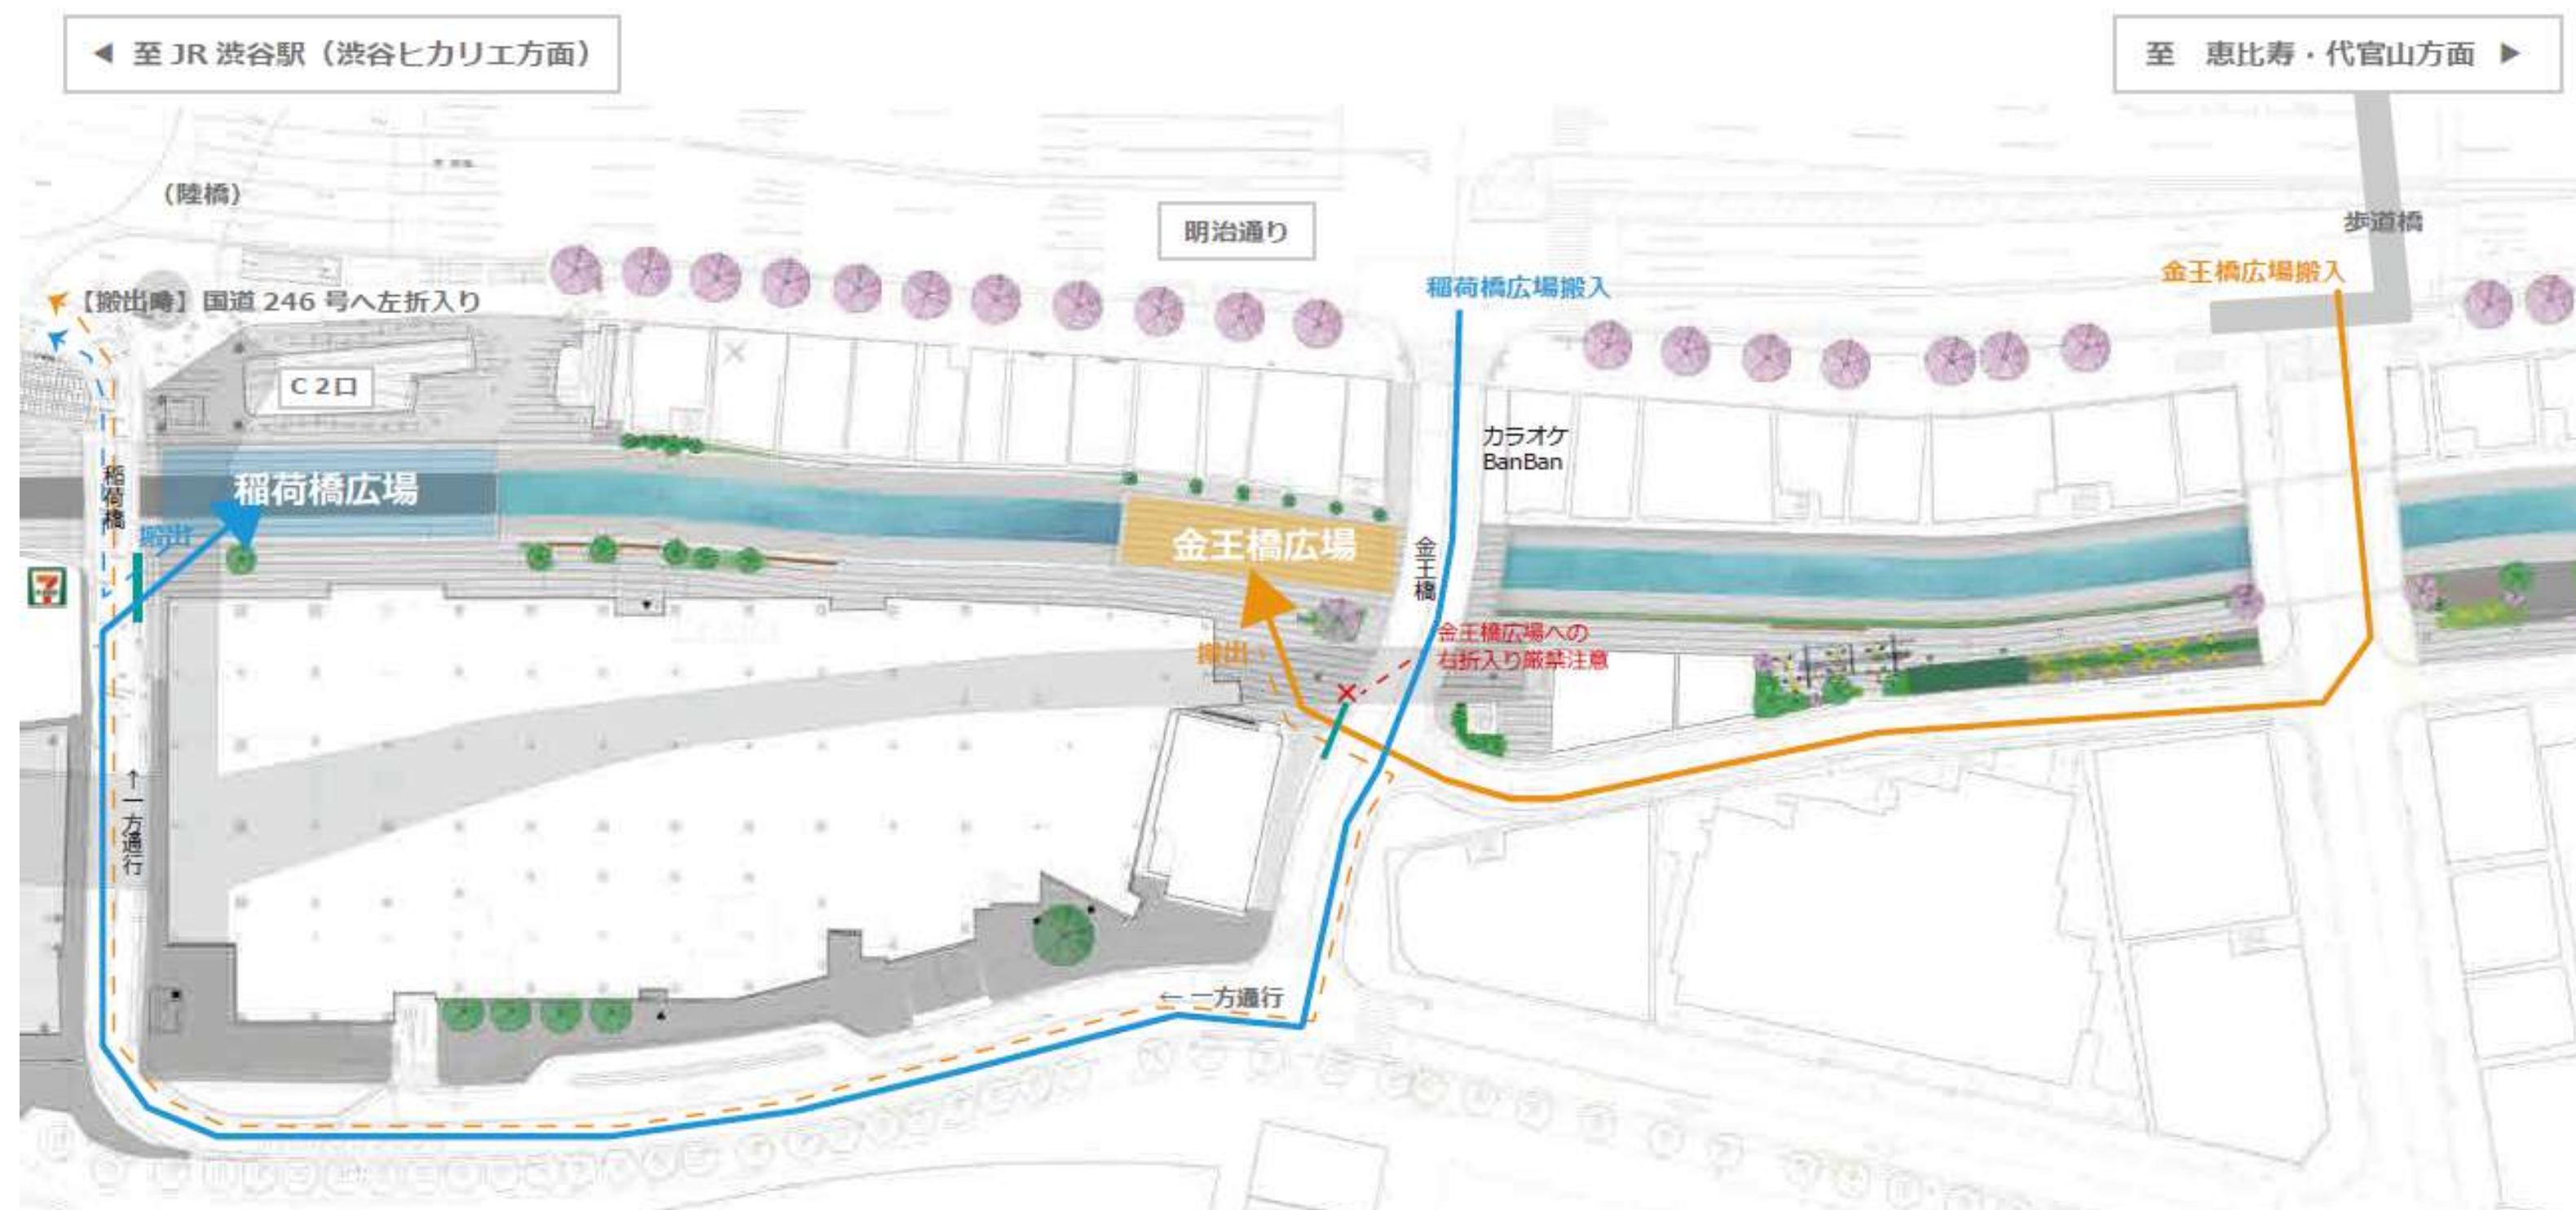 ◀ 至 JR 渋谷駅（渋谷ヒカリエ方面）
至　恵比寿・代官山方面 ▶
（陸橋）
明治通り
歩道橋
金王橋広場搬入
稲荷橋広場搬入
【搬出時】国道 246 号へ左折入り
C 2口
カラオケ
BanBan
稲荷橋
稲荷橋広場
搬出
金王橋広場
金王橋
7
金王橋広場への
右折入り厳禁注意
搬出
↑一方通行
← 一方通行